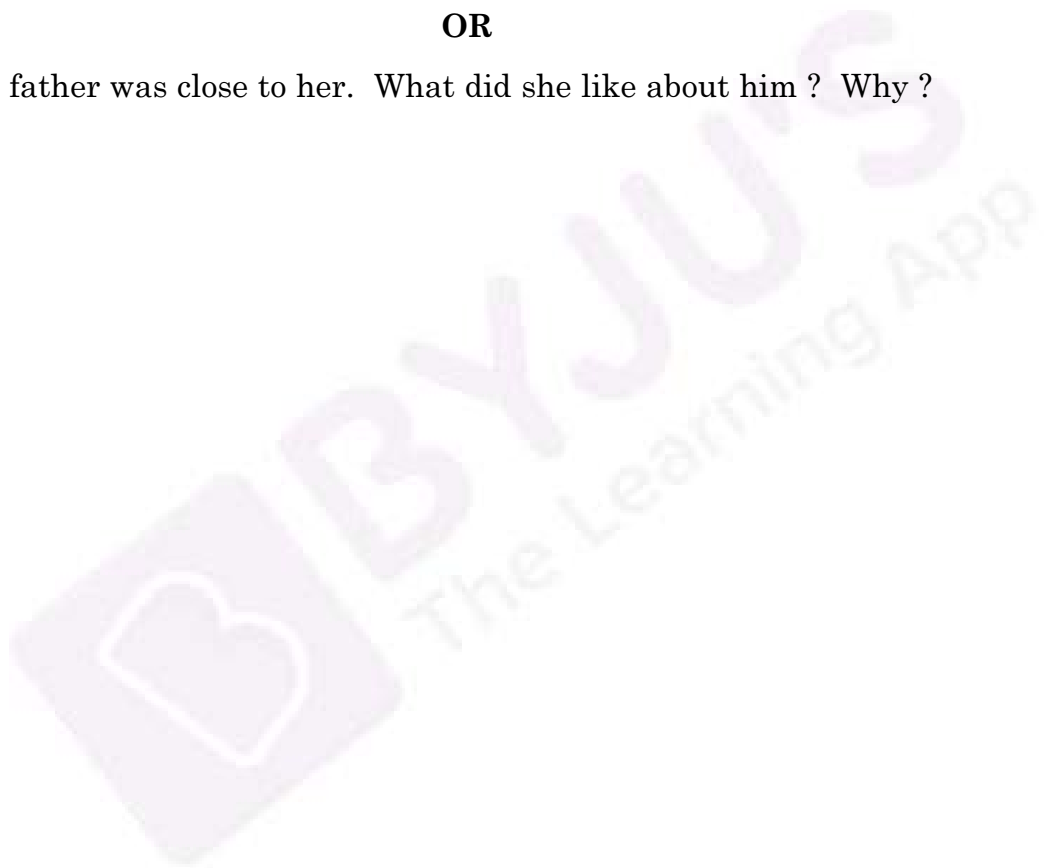 OR
father was close to her. What did she like about him ? Why ?
BYJU'S
The Learning App